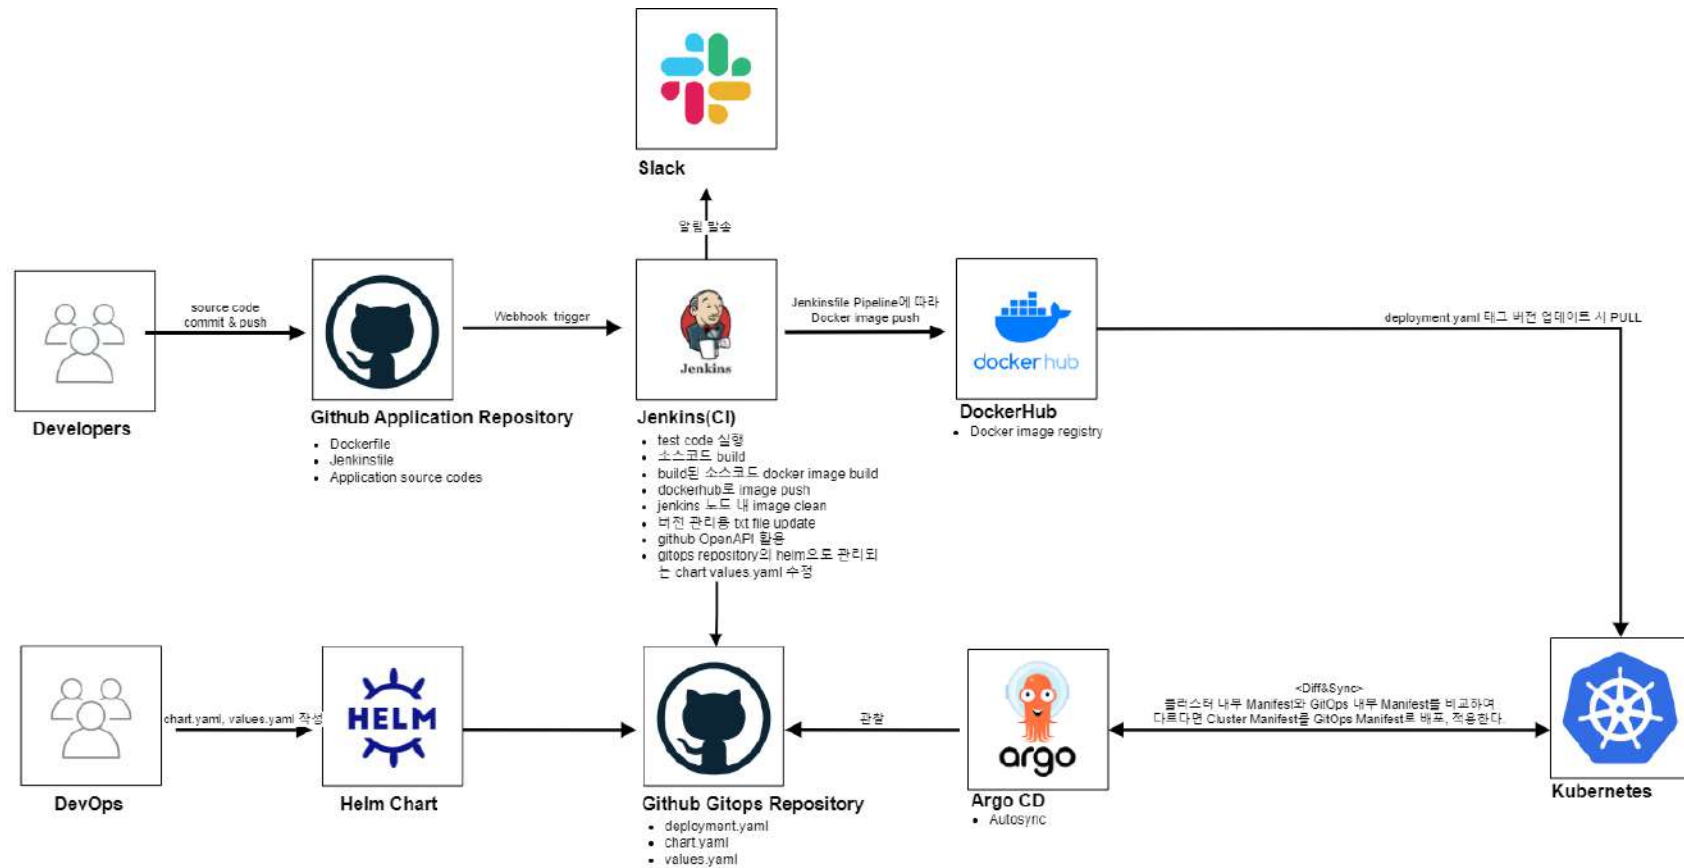 Slack
알림 발송
source code
commit & push
Webhook trigger
Jenkins
Jenkinsfile Pipeline에 따라
Docker image push
docker hub
deployment.yaml 태그 버전 업데이트 시 PULL
Developers
Github Application Repository
Dockerfile
Jenkinsfile
Application source codes
Jenkins(CI)
test code 실행
소스코드 build
build된 소스코드 docker image build
dockerhub로 image push
jenkins 노드 내 image clean
버전 관리용 txt file update
github OpenAPI 활용
gitops repository의 helm으로 관리되
는 chart values.yaml 수정
DockerHub
Docker image registry
chart.yaml, values.yaml 작성
HELM
관찰
argo
<Diff&Sync>
클러스터 내부 Manifest와 GitOps 내부 Manifest를 비교하여
다르다면 Cluster Manifest를 GitOps Manifest로 배포, 적용한다.
DevOps
Helm Chart
Github Gitops Repository
deployment.yaml
chart.yaml
values.yaml
Argo CD
Autosync
Kubernetes